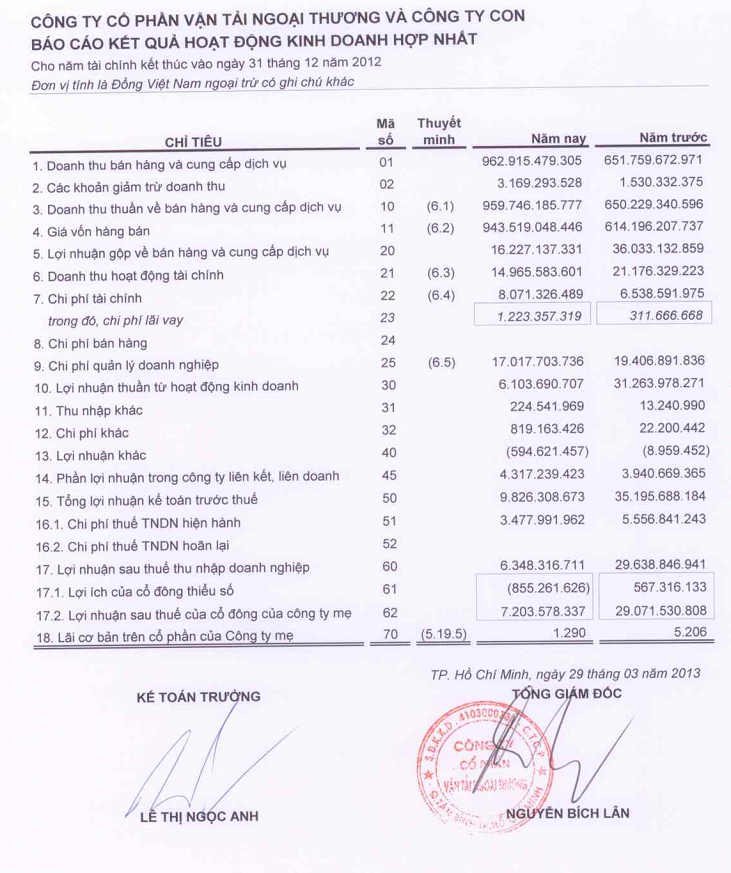 CÔNG TY CỔ PHẦN VẬN TẢI NGOẠI THƯƠNG VÀ CÔNG TY CON
BÁO CÁO KẾT QUẢ HOẠT ĐỘNG KINH DOANH HỢP NHẤT
Cho năm tài chính kết thúc vào ngày 31 tháng 12 năm 2012
Đơn vị tính là Đồng Việt Nam ngoại trừ có ghi chú khác
CHỈ TIÊU Mã số Thuyết minh Năm nay Năm trước
1. Doanh thu bán hàng và cung cấp dịch vụ 01 962.915.479.305 651.759.672.971
2. Các khoản giảm trừ doanh thu 02 3.169.293.528 1.530.332.375
3. Doanh thu thuần về bán hàng và cung cấp dịch vụ 10 (6.1) 959.746.185.777 650.229.340.596
4. Giá vốn hàng bán 11 (6.2) 943.519.048.446 614.196.207.737
5. Lợi nhuận gộp về bán hàng và cung cấp dịch vụ 20 16.227.137.331 36.033.132.859
6. Doanh thu hoạt động tài chính 21 (6.3) 14.965.583.601 21.176.329.223
7. Chi phí tài chính 22 (6.4) 8.071.326.489 6.538.591.975
trong đó, chi phí lãi vay 23 1.223.357.319 311.666.668
8. Chi phí bán hàng 24
9. Chi phí quản lý doanh nghiệp 25 (6.5) 17.017.703.736 19.406.891.836
10. Lợi nhuận thuần từ hoạt động kinh doanh 30 6.103.690.707 31.263.978.271
11. Thu nhập khác 31 224.541.969 13.240.990
12. Chi phí khác 32 819.163.426 22.200.442
13. Lợi nhuận khác 40 (594.621.457) (8.959.452)
14. Phần lợi nhuận trong công ty liên kết, liên doanh 45 4.317.239.423 3.940.669.365
15. Tổng lợi nhuận kế toán trước thuế 50 9.826.308.673 35.195.688.184
16.1. Chi phí thuế TNDN hiện hành 51 3.477.991.962 5.556.841.243
16.2. Chi phí thuế TNDN hoãn lại 52
17. Lợi nhuận sau thuế thu nhập doanh nghiệp 60 6.348.316.711 29.638.846.941
17.1. Lợi ích của cổ đông thiểu số 61 (855.261.626) 567.316.133
17.2. Lợi nhuận sau thuế của cổ đông của công ty mẹ 62 7.203.578.337 29.071.530.808
18. Lãi cơ bản trên cổ phần của Công ty mẹ 70 (5.19.5) 1.290 5.206
TP. Hồ Chí Minh, ngày 29 tháng 03 năm 2013
KẾ TOÁN TRƯỞNG TỔNG GIÁM ĐỐC
CÔNG TY
CỔ PHẦN
VẬN TẢI NGOẠI THƯƠNG
LÊ THỊ NGỌC ANH NGUYỄN BÍCH LÂN